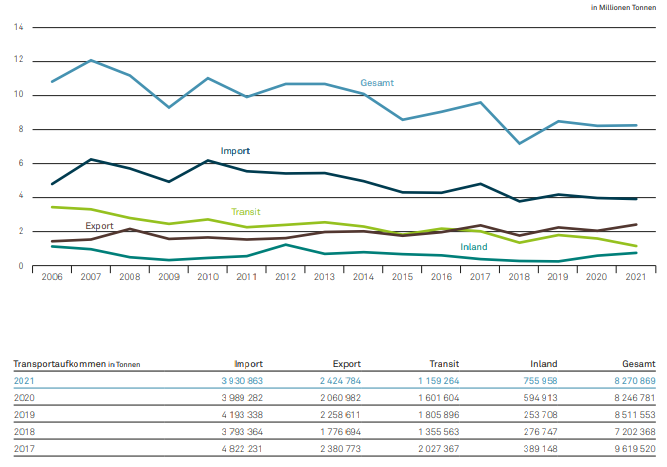 in Millionen Tonnen
14
12
10
8
6
4
2
0
Gesamt
Import
Transit
Export
Inland
2006 2007 2008 2009 2010 2011 2012 2013 2014 2015 2016 2017 2018 2019 2020 2021
Transportaufkommen in Tonnen Import Export Transit Inland Gesamt
2021 3 930 863 2 424 784 1 159 264 755 958 8 270 869
2020 3 989 282 2 060 982 1 601 604 594 913 8 246 781
2019 4 193 338 2 258 611 1 805 896 253 708 8 511 553
2018 3 793 364 1 776 694 1 355 563 276 747 7 202 368
2017 4 822 231 2 380 773 2 027 367 389 148 9 619 520